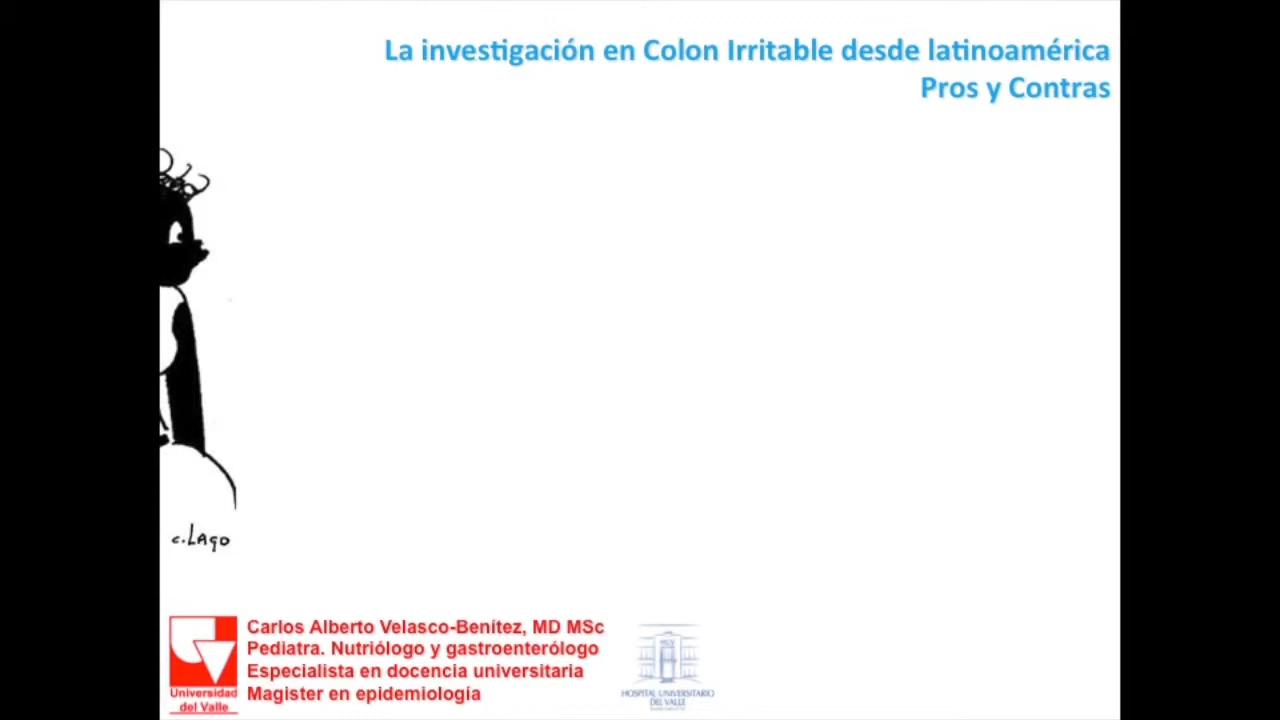 La investigación en Colon Irritable desde latinoamérica
Pros y Contras
c. Lago
Carlos Alberto Velasco-Benítez, MD MSc
Pediatra. Nutriólogo y gastroenterólogo
Especialista en docencia universitaria
Magister en epidemiología
Universidad
del Valle
HOSPITAL UNIVERSITARIO
DEL VALLE